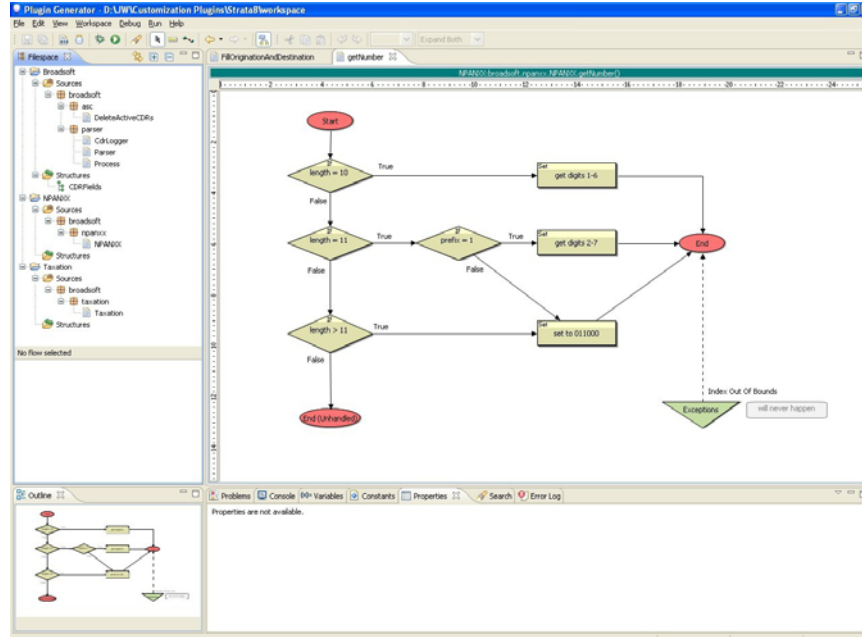 Plugin Generator - D:\JW\Customization Plugins\Strata8\workspace
File Edit View Workspace Debug Run Help
Expand Both
Filespace
FillOriginationAndDestination
getNumber
NPANXX:broadsoft.npanxx.NPANXX.getNumber()
Broadsoft
Sources
broadsoft
asc
DeleteActiveCDRs
parser
CdrLogger
Parser
Process
Structures
CDRFields
NPANXX
Sources
broadsoft
npanxx
NPANXX
Structures
Taxation
Sources
broadsoft
taxation
Taxation
Structures
No flow selected
Start
If
length = 10
True
Set
get digits 1-6
False
If
length = 11
True
If
prefix = 1
True
Set
get digits 2-7
End
False
False
If
length > 11
True
Set
set to 011000
False
Index Out Of Bounds
Exceptions
will never happen
End (Unhandled)
Outline
Problems Console Variables Constants Properties Search Error Log
Properties are not available.